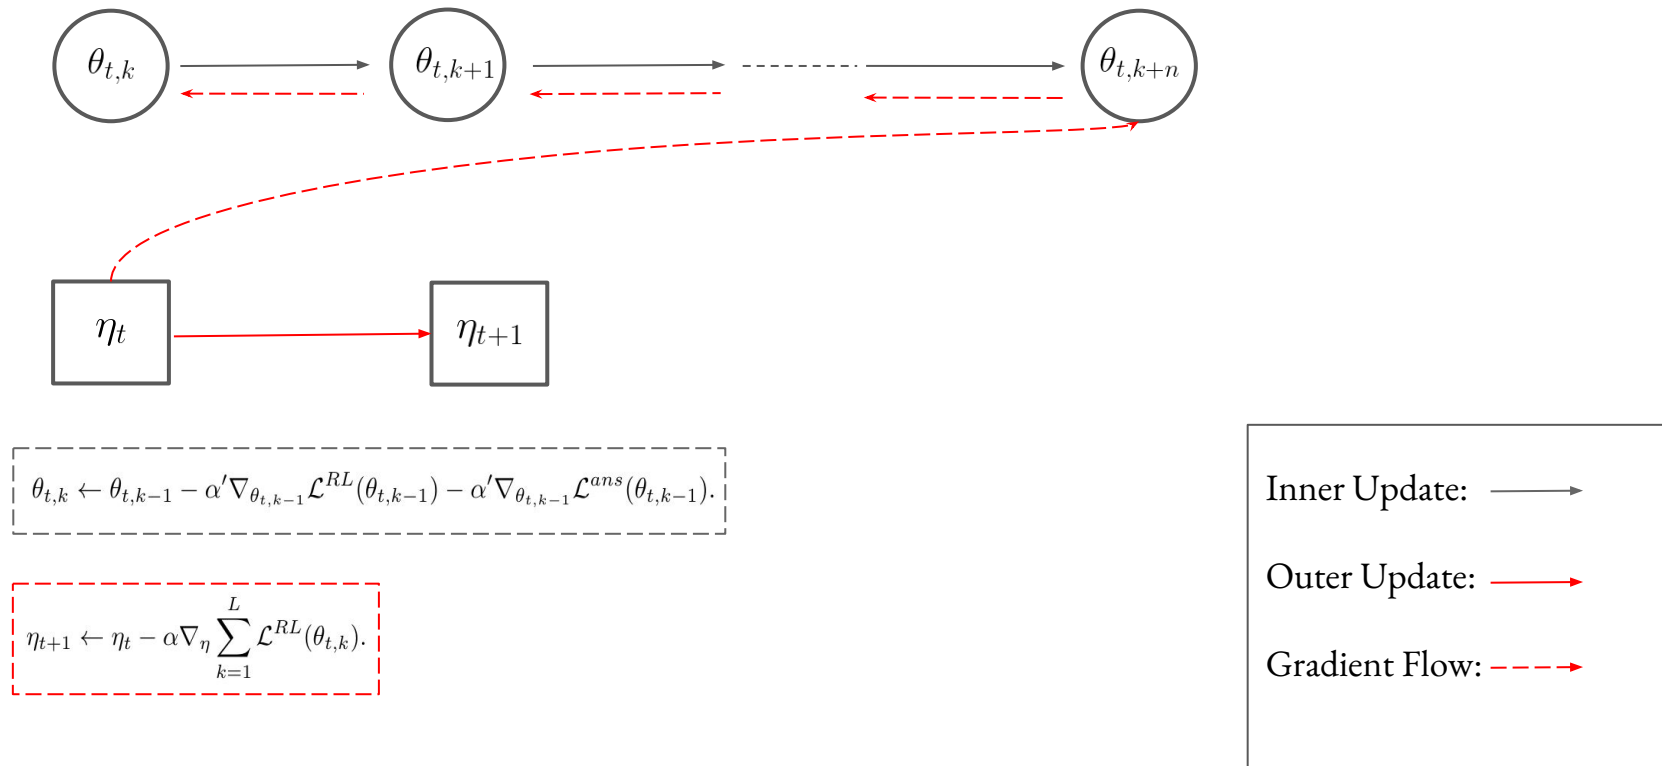 θ_{t,k} θ_{t,k+1} θ_{t,k+n}
η_t η_{t+1}
θ_{t,k} ← θ_{t,k−1} − α′∇_{θ_{t,k−1}} ℒ^{RL}(θ_{t,k−1}) − α′∇_{θ_{t,k−1}} ℒ^{ans}(θ_{t,k−1}).
η_{t+1} ← η_t − α∇_η ∑_{k=1}^{L} ℒ^{RL}(θ_{t,k}).
Inner Update:
Outer Update:
Gradient Flow: